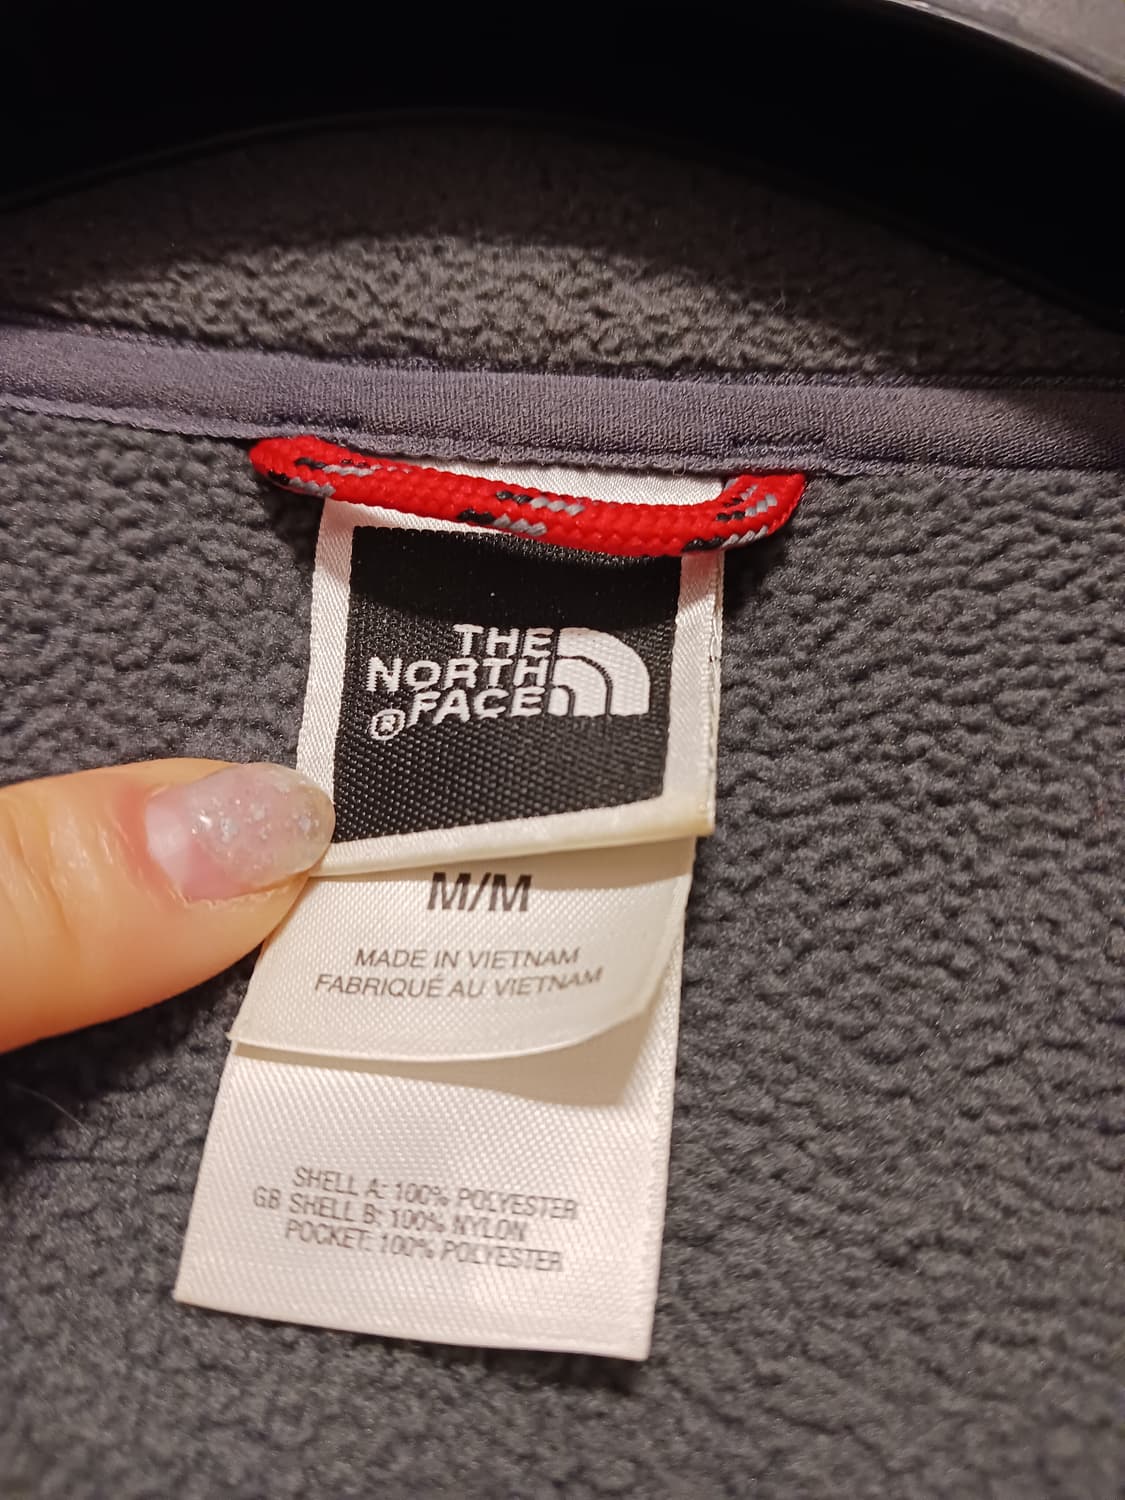 THE
NORTH
FACE
®
M/M
MADE IN VIETNAM
FABRIQUÉ AU VIETNAM
SHELL A: 100% POLYESTER
GB SHELL B: 100% NYLON
POCKET: 100% POLYESTER